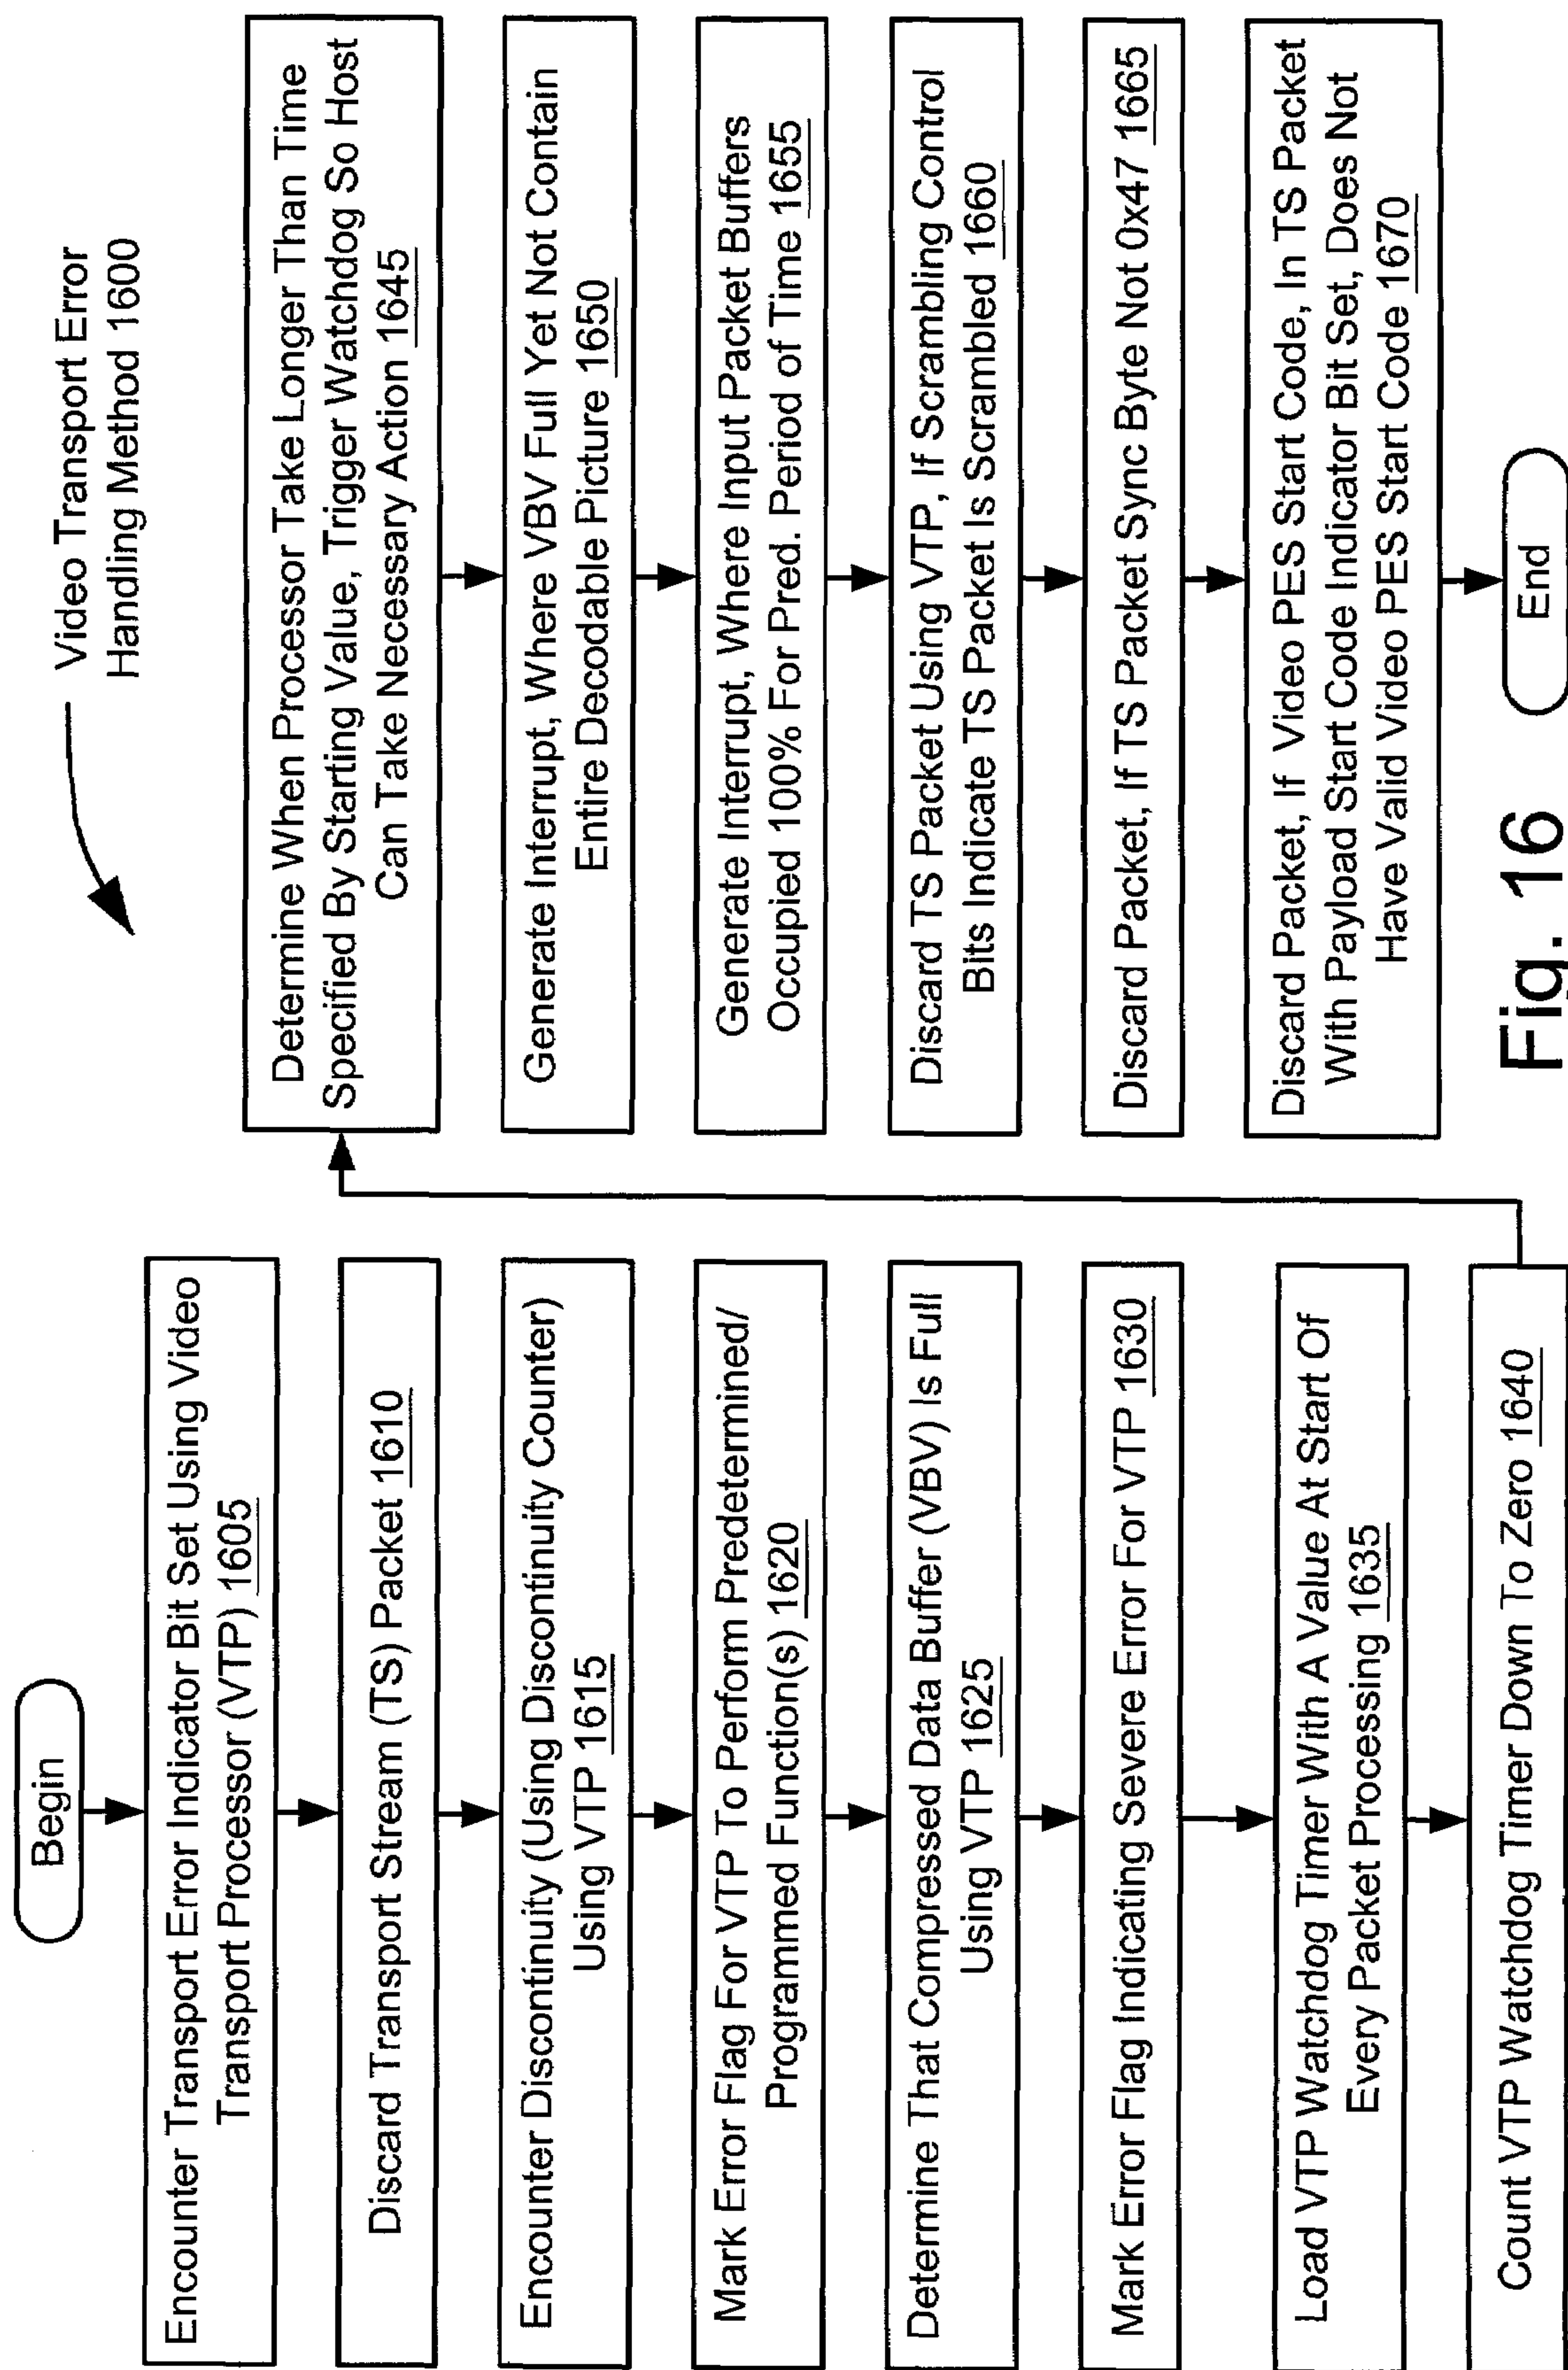 Video Transport Error
Handling Method 1600
Begin
Encounter Transport Error Indicator Bit Set Using Video
Transport Processor (VTP) 1605
Discard Transport Stream (TS) Packet 1610
Encounter Discontinuity (Using Discontinuity Counter)
Using VTP 1615
Mark Error Flag For VTP To Perform Predetermined/
Programmed Function(s) 1620
Determine That Compressed Data Buffer (VBV) Is Full
Using VTP 1625
Mark Error Flag Indicating Severe Error For VTP 1630
Load VTP Watchdog Timer With A Value At Start Of
Every Packet Processing 1635
Count VTP Watchdog Timer Down To Zero 1640
Determine When Processor Take Longer Than Time
Specified By Starting Value, Trigger Watchdog So Host
Can Take Necessary Action 1645
Generate Interrupt, Where VBV Full Yet Not Contain
Entire Decodable Picture 1650
Generate Interrupt, Where Input Packet Buffers
Occupied 100% For Pred. Period of Time 1655
Discard TS Packet Using VTP, If Scrambling Control
Bits Indicate TS Packet Is Scrambled 1660
Discard Packet, If TS Packet Sync Byte Not 0x47 1665
Discard Packet, If Video PES Start Code, In TS Packet
With Payload Start Code Indicator Bit Set, Does Not
Have Valid Video PES Start Code 1670
End
Fig. 16